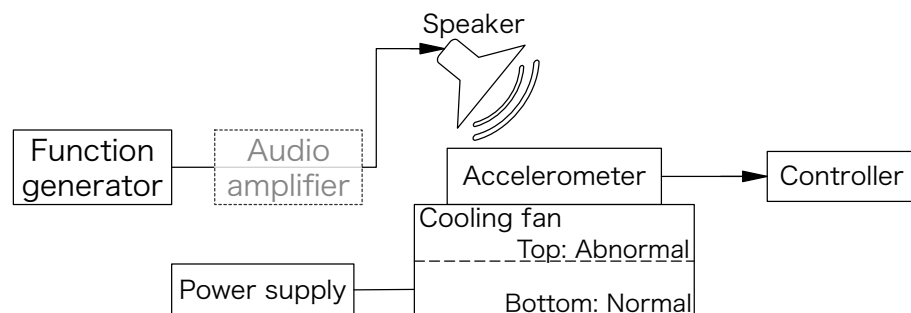 Speaker
Function
generator
Audio
amplifier
Accelerometer
Controller
Cooling fan
Top: Abnormal
Power supply
Bottom: Normal